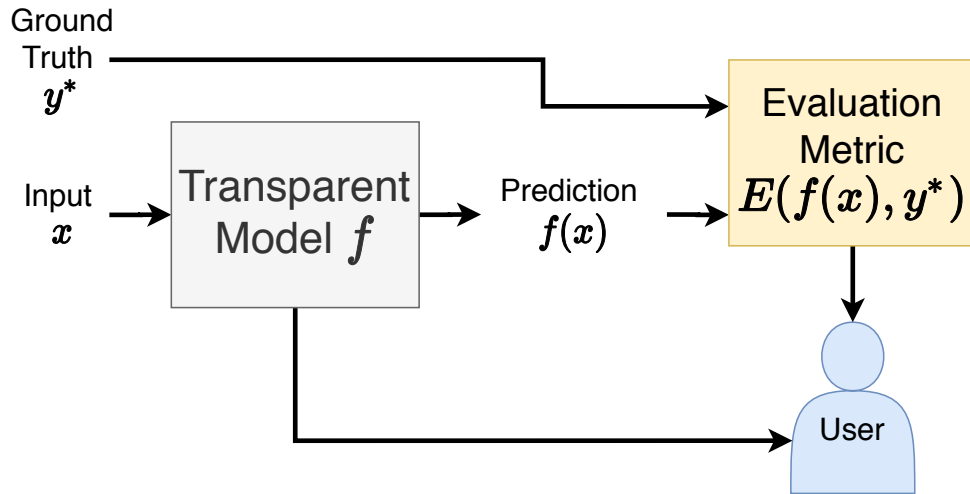 Ground
Truth
y*
Input
x
Transparent
Model f
Prediction
f(x)
Evaluation
Metric
E(f(x), y*)
User